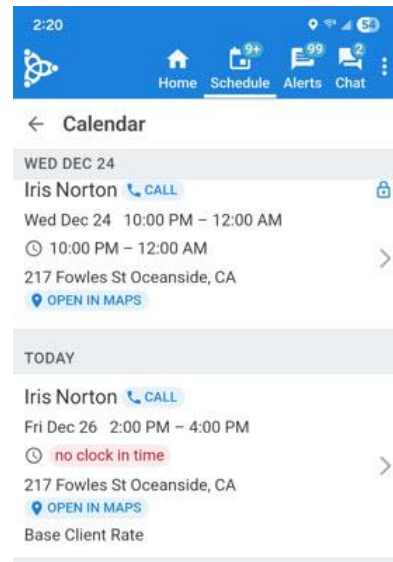 2:20
54
9+
99
2
Home Schedule Alerts Chat
← Calendar
WED DEC 24
Iris Norton CALL
Wed Dec 24 10:00 PM – 12:00 AM
10:00 PM – 12:00 AM
217 Fowles St Oceanside, CA
OPEN IN MAPS
TODAY
Iris Norton CALL
Fri Dec 26 2:00 PM – 4:00 PM
no clock in time
217 Fowles St Oceanside, CA
OPEN IN MAPS
Base Client Rate